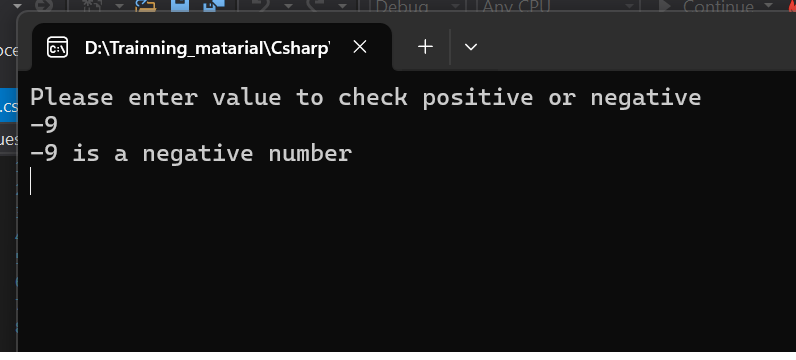 Debug
Any CPU
Continue
D:\Trainning_matarial\Csharp\
.cs
Please enter value to check positive or negative
-9
-9 is a negative number